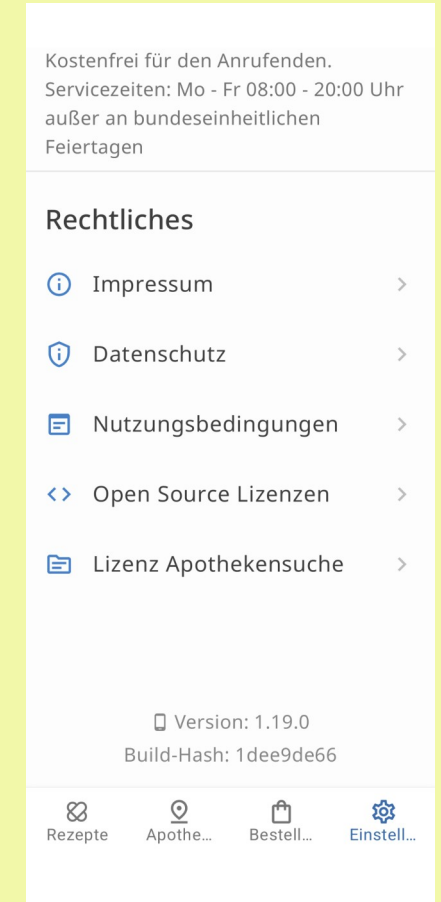 Kostenfrei für den Anrufenden.
Servicezeiten: Mo - Fr 08:00 - 20:00 Uhr
außer an bundeseinheitlichen
Feiertagen
Rechtliches
Impressum
Datenschutz
Nutzungsbedingungen
Open Source Lizenzen
Lizenz Apothekensuche
Version: 1.19.0
Build-Hash: 1dee9de66
Rezepte Apothe… Bestell… Einstell…